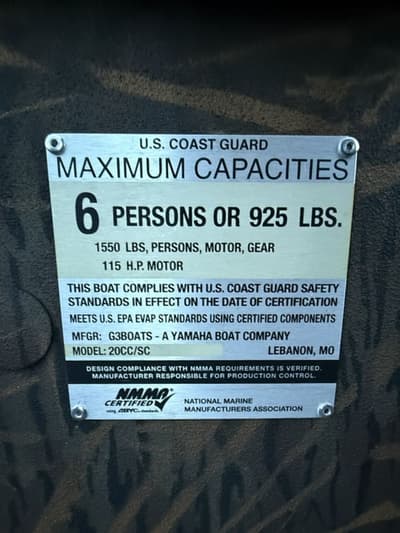 U.S. COAST GUARD
MAXIMUM CAPACITIES
6 PERSONS OR 925 LBS.
1550 LBS, PERSONS, MOTOR, GEAR
115 H.P. MOTOR
THIS BOAT COMPLIES WITH U.S. COAST GUARD SAFETY
STANDARDS IN EFFECT ON THE DATE OF CERTIFICATION
MEETS U.S. EPA EVAP STANDARDS USING CERTIFIED COMPONENTS
MFGR: G3BOATS - A YAMAHA BOAT COMPANY
MODEL: 20CC/SC LEBANON, MO
DESIGN COMPLIANCE WITH NMMA REQUIREMENTS IS VERIFIED.
MANUFACTURER RESPONSIBLE FOR PRODUCTION CONTROL.
NMMA
CERTIFIED
using ABYC standards
NATIONAL MARINE
MANUFACTURERS ASSOCIATION